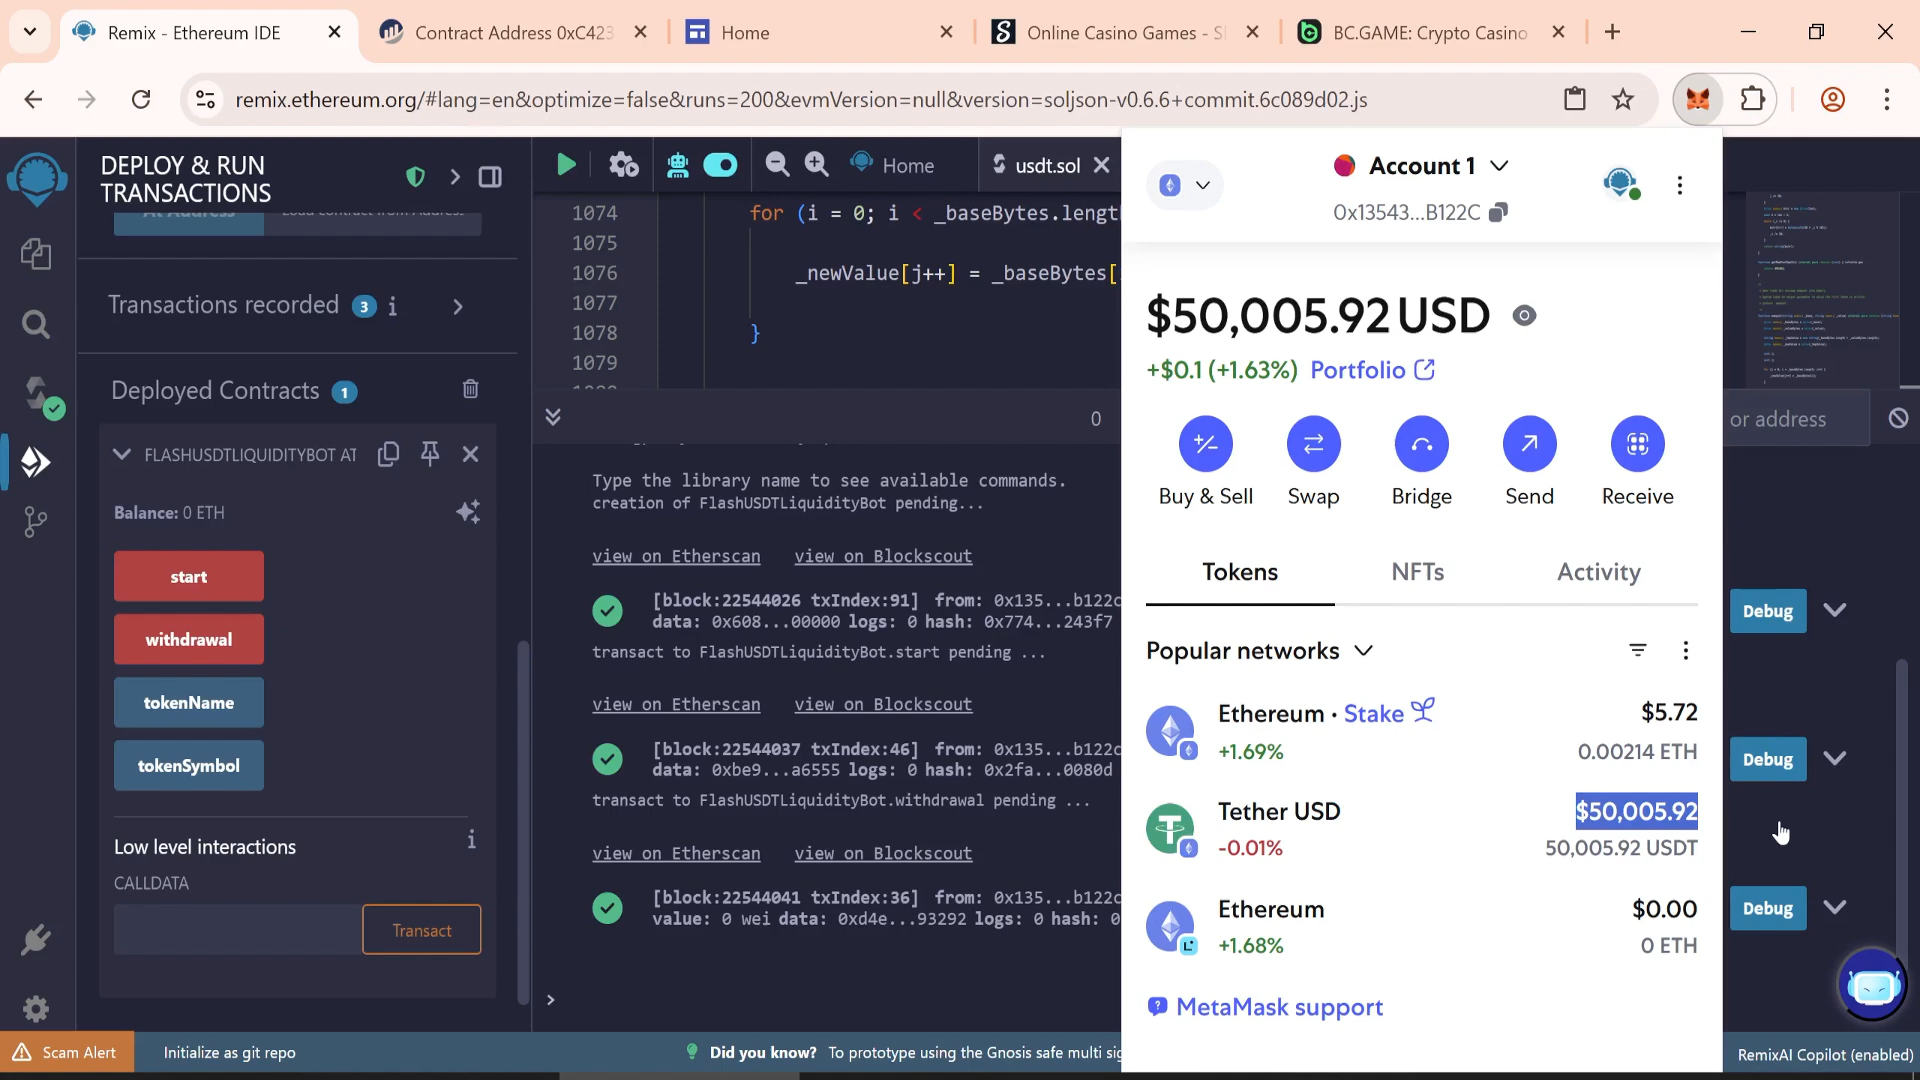 Remix - Ethereum IDE
Contract Address 0xC423
Home
Online Casino Games - S
BC.GAME: Crypto Casino
remix.ethereum.org/#lang=en&optimize=false&runs=200&evmVersion=null&version=soljson-v0.6.6+commit.6c089d02.js
DEPLOY & RUN
TRANSACTIONS
At Address
Load contract from Address
Transactions recorded 3 i
Deployed Contracts 1
FLASHUSDTLIQUIDITYBOT AT
Balance: 0 ETH
start
withdrawal
tokenName
tokenSymbol
Low level interactions
i
CALLDATA
Transact
Home
usdt.sol
1074 for (i = 0; i < _baseBytes.length
1075
1076 _newValue[j++] = _baseBytes[
1077
1078 }
1079
0
or address
Type the library name to see available commands.
creation of FlashUSDTLiquidityBot pending...
view on Etherscan view on Blockscout
[block:22544026 txIndex:91] from: 0x135...b122c
data: 0x608...00000 logs: 0 hash: 0x774...243f7
transact to FlashUSDTLiquidityBot.start pending ...
view on Etherscan view on Blockscout
[block:22544037 txIndex:46] from: 0x135...b122c
data: 0xbe9...a6555 logs: 0 hash: 0x2fa...0080d
transact to FlashUSDTLiquidityBot.withdrawal pending ...
view on Etherscan view on Blockscout
[block:22544041 txIndex:36] from: 0x135...b122c
value: 0 wei data: 0xd4e...93292 logs: 0 hash: 0
>
Debug
Debug
Debug
Account 1
0x13543...B122C
$50,005.92 USD
+$0.1 (+1.63%) Portfolio
Buy & Sell
Swap
Bridge
Send
Receive
Tokens
NFTs
Activity
Popular networks
Ethereum · Stake
$5.72
+1.69%
0.00214 ETH
Tether USD
$50,005.92
-0.01%
50,005.92 USDT
Ethereum
$0.00
+1.68%
0 ETH
MetaMask support
Scam Alert
Initialize as git repo
Did you know? To prototype using the Gnosis safe multi sig
RemixAI Copilot (enabled)